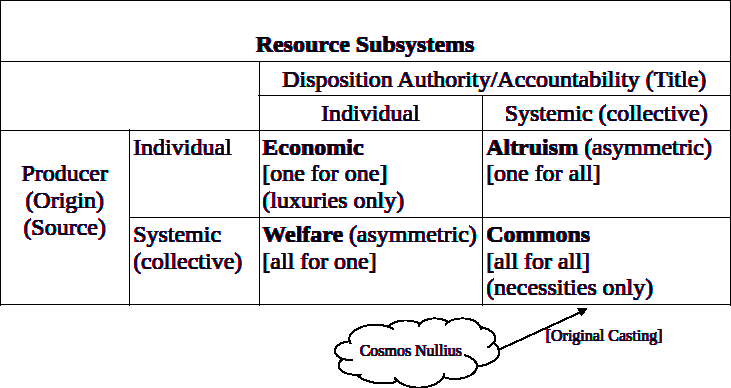 Resource Subsystems
Disposition Authority/Accountability (Title)
Individual
Systemic (collective)
Producer
(Origin)
(Source)
Individual
Economic
[one for one]
(luxuries only)
Altruism (asymmetric)
[one for all]
Systemic
(collective)
Welfare (asymmetric)
[all for one]
Commons
[all for all]
(necessities only)
Cosmos Nullius
[Original Casting]